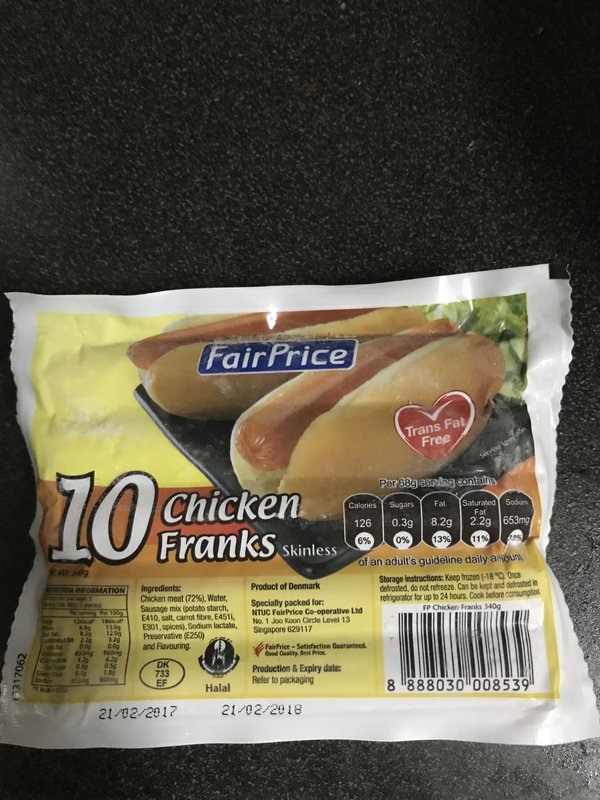 FairPrice
Trans Fat
Free
Per 68g serving contains
10 Chicken
Franks Skinless
Calories Sugars Fat Saturated Fat Sodium
126 0.3g 8.2g 2.2g 653mg
6% 0% 13% 11%
of an adult's guideline daily amount
INFORMATION
Per serving Per 100g
Ingredients:
Chicken meat (72%), Water,
Sausage mix (potato starch,
E410, salt, carrot fibre, E451i,
E301, spices), Sodium lactate,
Preservative (E250)
and Flavouring.
DK
733
EF
Halal
Product of Denmark
Specially packed for:
NTUC FairPrice Co-operative Ltd
No. 1 Joo Koon Circle Level 13
Singapore 629117
FairPrice – Satisfaction Guaranteed.
Good Quality. Best Price.
Production & Expiry date:
Refer to packaging
Storage Instructions: Keep frozen (-18 °C). Once
defrosted, do not refreeze. Can be kept and defrosted in
refrigerator for up to 24 hours. Cook before consumption.
FP Chicken Franks 340g
8 888030 008539
317062
21/02/2017 21/02/2018